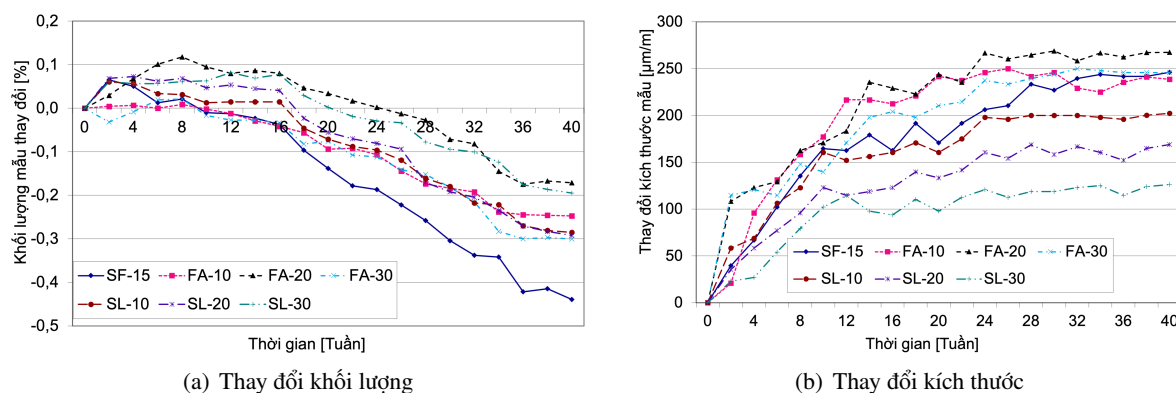 0,2
0,1
0,0
-0,1
-0,2
-0,3
-0,4
-0,5
Khối lượng mẫu thay đổi [%]
0 4 8 12 16 20 24 28 32 36 40
SF-15 FA-10 FA-20 FA-30
SL-10 SL-20 SL-30
Thời gian [Tuần]
(a) Thay đổi khối lượng
300
250
200
150
100
50
0
Thay đổi kích thước mẫu [µm/m]
SF-15 FA-10 FA-20 FA-30
SL-10 SL-20 SL-30
0 4 8 12 16 20 24 28 32 36 40
Thời gian [Tuần]
(b) Thay đổi kích thước